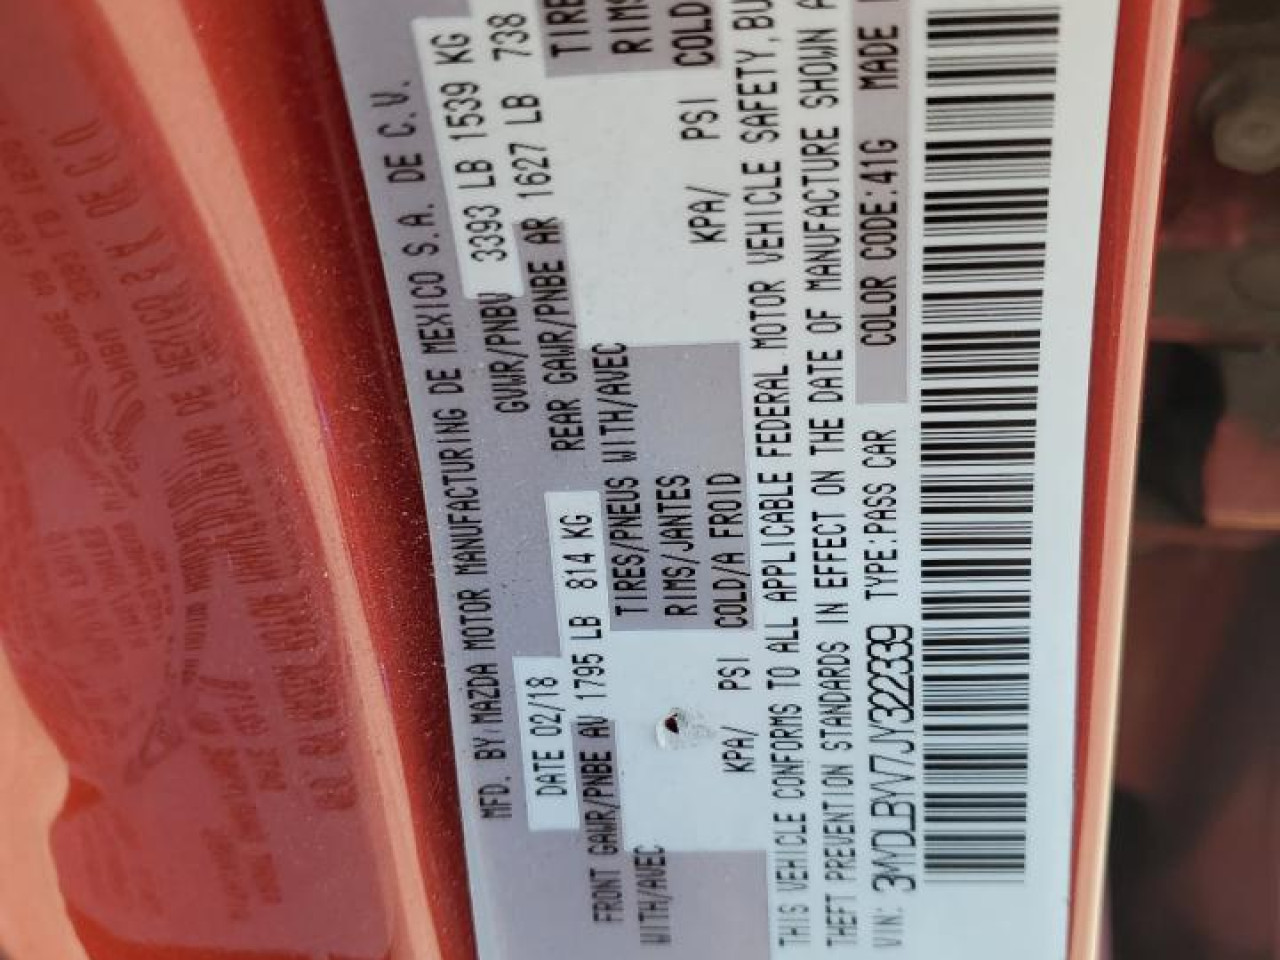 MFD. BY:MAZDA MOTOR MANUFACTURING DE MEXICO S.A. DE C.V.
DATE 02/18 GVWR/PNBV 3393 LB 1539 KG
FRONT GAWR/PNBE AV 1795 LB 814 KG REAR GAWR/PNBE AR 1627 LB 738
WITH/AVEC TIRES/PNEUS WITH/AVEC TIRE
RIMS/JANTES RIMS
KPA/ PSI COLD/A FROID KPA/ PSI COLD
THIS VEHICLE CONFORMS TO ALL APPLICABLE FEDERAL MOTOR VEHICLE SAFETY, BU
THEFT PREVENTION STANDARDS IN EFFECT ON THE DATE OF MANUFACTURE SHOWN A
VIN: 3MYDLBYV7JY322339 TYPE:PASS CAR COLOR CODE:41G MADE